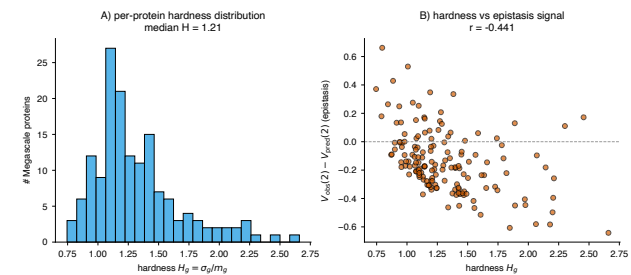 A) per-protein hardness distribution
median H = 1.21
# Megascale proteins
25
20
15
10
5
0
0.75 1.00 1.25 1.50 1.75 2.00 2.25 2.50 2.75
hardness H_g = σ_g/m_g
B) hardness vs epistasis signal
r = -0.441
V_obs(2) − V_pred(2) (epistasis)
0.6
0.4
0.2
0.0
−0.2
−0.4
−0.6
0.75 1.00 1.25 1.50 1.75 2.00 2.25 2.50 2.75
hardness H_g